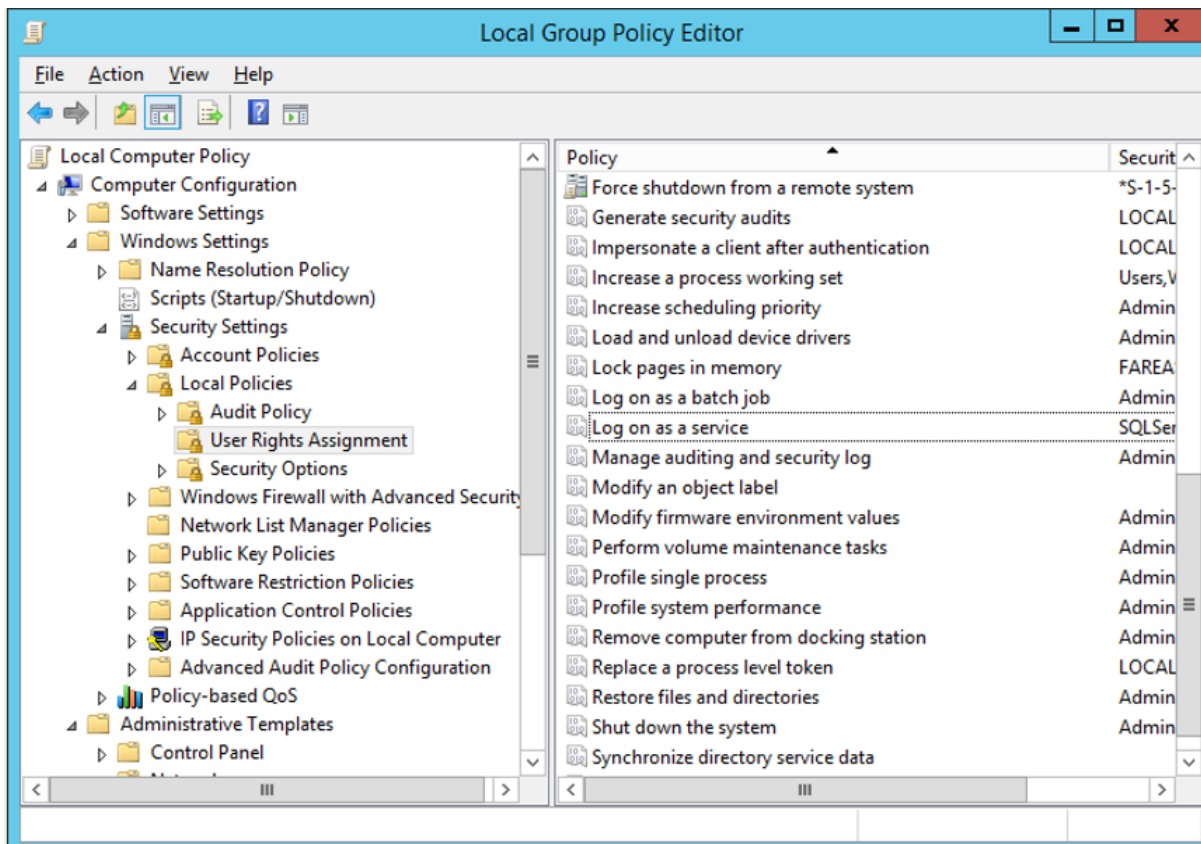 Local Group Policy Editor
File Action View Help
Local Computer Policy
Computer Configuration
Software Settings
Windows Settings
Name Resolution Policy
Scripts (Startup/Shutdown)
Security Settings
Account Policies
Local Policies
Audit Policy
User Rights Assignment
Security Options
Windows Firewall with Advanced Security
Network List Manager Policies
Public Key Policies
Software Restriction Policies
Application Control Policies
IP Security Policies on Local Computer
Advanced Audit Policy Configuration
Policy-based QoS
Administrative Templates
Control Panel
Policy Securit
Force shutdown from a remote system *S-1-5-
Generate security audits LOCAL
Impersonate a client after authentication LOCAL
Increase a process working set Users,W
Increase scheduling priority Admin
Load and unload device drivers Admin
Lock pages in memory FAREA
Log on as a batch job Admin
Log on as a service SQLSer
Manage auditing and security log Admin
Modify an object label
Modify firmware environment values Admin
Perform volume maintenance tasks Admin
Profile single process Admin
Profile system performance Admin
Remove computer from docking station Admin
Replace a process level token LOCAL
Restore files and directories Admin
Shut down the system Admin
Synchronize directory service data